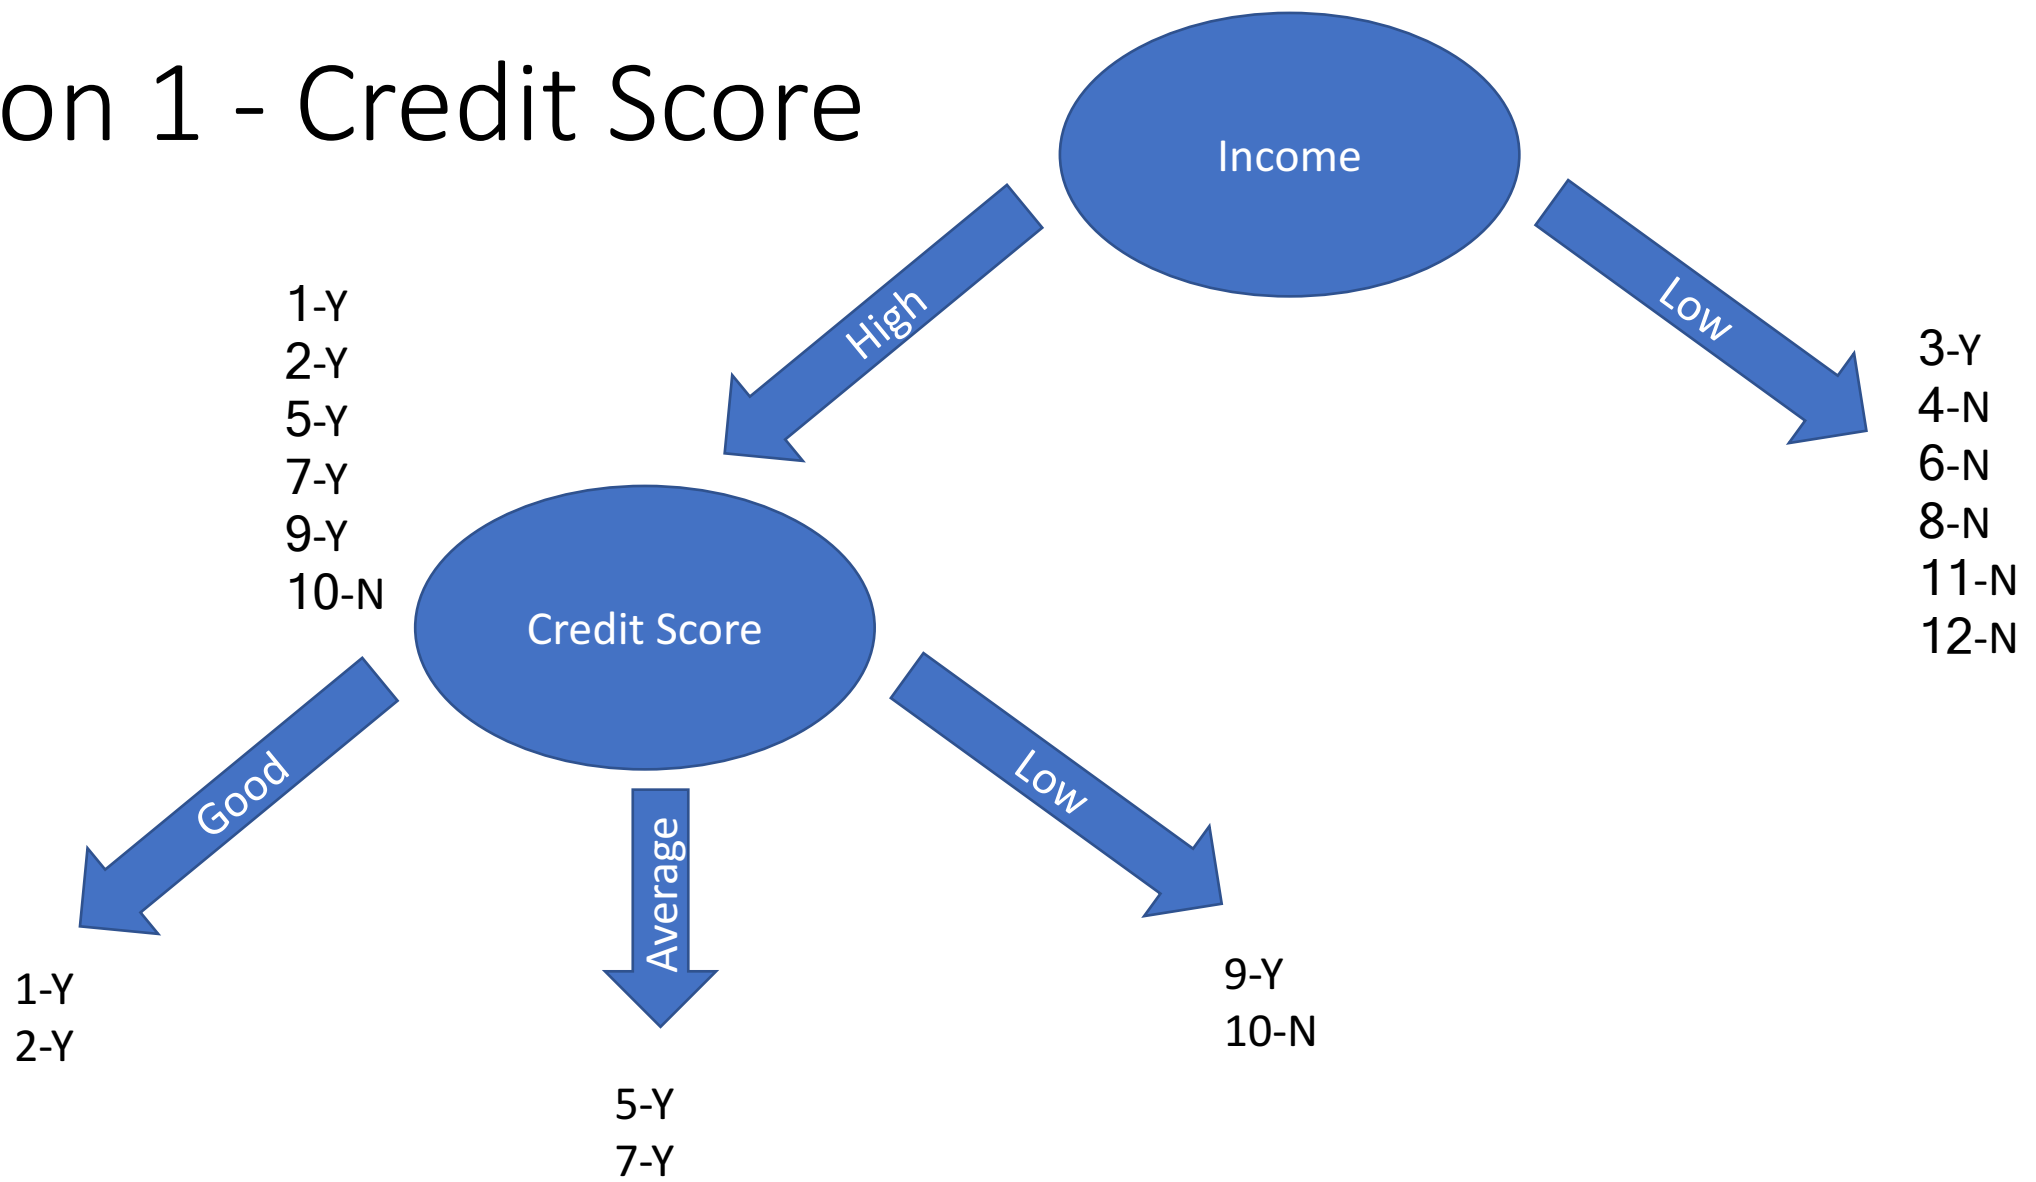 on 1 - Credit Score
Income
High
Low
1-Y
2-Y
5-Y
7-Y
9-Y
10-N
3-Y
4-N
6-N
8-N
11-N
12-N
Credit Score
Good
Average
Low
1-Y
2-Y
5-Y
7-Y
9-Y
10-N